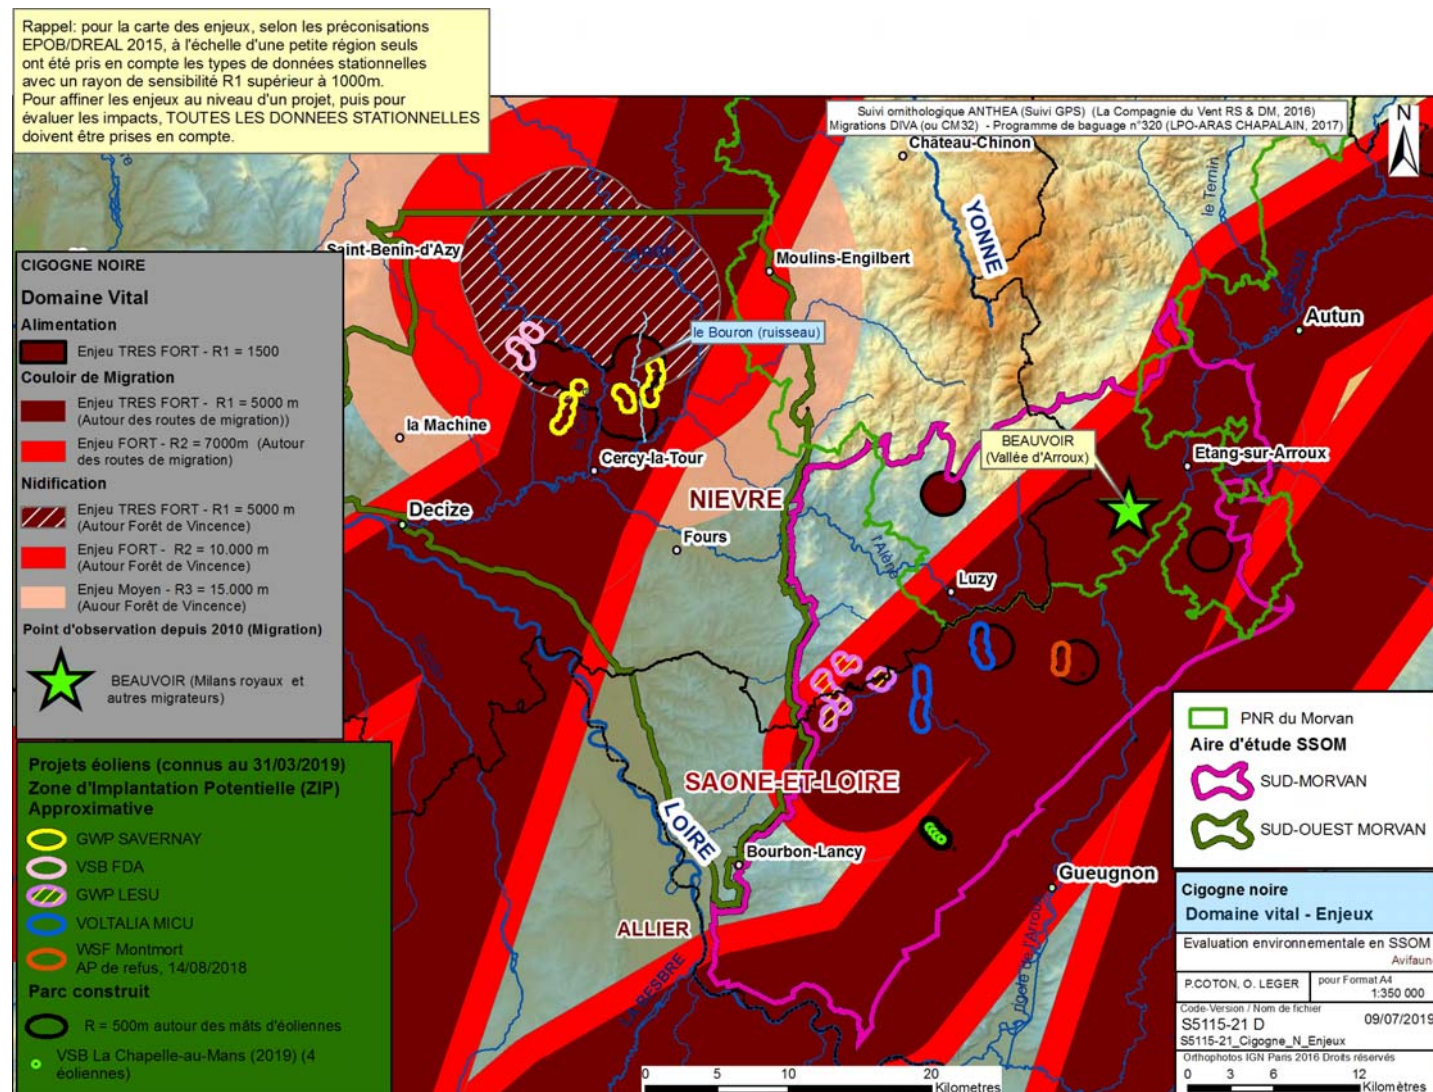 Rappel: pour la carte des enjeux, selon les préconisations
EPOB/DREAL 2015, à l'échelle d'une petite région seuls
ont été pris en compte les types de données stationnelles
avec un rayon de sensibilité R1 supérieur à 1000m.
Pour affiner les enjeux au niveau d'un projet, puis pour
évaluer les impacts, TOUTES LES DONNEES STATIONNELLES
doivent être prises en compte.
Suivi ornithologique ANTHEA (Suivi GPS) (La Compagnie du Vent RS & DM, 2016)
Migrations DIVA (ou CM32) - Programme de baguage n°320 (LPO-ARAS CHAPALAIN, 2017)
N
Château-Chinon
le Ternin
YONNE
Saint-Benin-d'Azy
Moulins-Engilbert
Autun
le Bouron (ruisseau)
la Machine
Cercy-la-Tour
BEAUVOIR
(Vallée d'Arroux)
Etang-sur-Arroux
NIEVRE
Decize
Fours
l'Alène
Luzy
SAONE-ET-LOIRE
LOIRE
Bourbon-Lancy
Gueugnon
ALLIER
rigole de l'Arroux
CIGOGNE NOIRE
Domaine Vital
Alimentation
Enjeu TRES FORT - R1 = 1500
Couloir de Migration
Enjeu TRES FORT - R1 = 5000 m
(Autour des routes de migration))
Enjeu FORT - R2 = 7000m (Autour
des routes de migration)
Nidification
Enjeu TRES FORT - R1 = 5000 m
(Autour Forêt de Vincence)
Enjeu FORT - R2 = 10.000 m
(Autour Forêt de Vincence)
Enjeu Moyen - R3 = 15.000 m
(Auour Forêt de Vincence)
Point d'observation depuis 2010 (Migration)
BEAUVOIR (Milans royaux et
autres migrateurs)
Projets éoliens (connus au 31/03/2019)
Zone d'Implantation Potentielle (ZIP)
Approximative
GWP SAVERNAY
VSB FDA
GWP LESU
VOLTALIA MICU
WSF Montmort
AP de refus, 14/08/2018
Parc construit
R = 500m autour des mâts d'éoliennes
VSB La Chapelle-au-Mans (2019) (4
éoliennes)
PNR du Morvan
Aire d'étude SSOM
SUD-MORVAN
SUD-OUEST MORVAN
Cigogne noire
Domaine vital - Enjeux
Evaluation environnementale en SSOM
Avifaun
P.COTON, O. LEGER
pour Format A4
1:350 000
Code-Version / Nom de fichier
S5115-21 D
09/07/2019
S5115-21_Cigogne_N_Enjeux
Orthophotos IGN Paris 2016 Droits réservés
0 3 6 12
Kilomètres
0 5 10 20
Kilometres